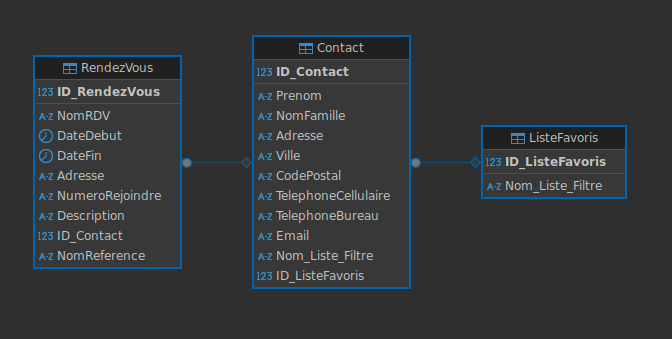 RendezVous
123 ID_RendezVous
A-Z NomRDV
DateDebut
DateFin
A-Z Adresse
A-Z NumeroRejoindre
A-Z Description
123 ID_Contact
A-Z NomReference
Contact
123 ID_Contact
A-Z Prenom
A-Z NomFamille
A-Z Adresse
A-Z Ville
A-Z CodePostal
A-Z TelephoneCellulaire
A-Z TelephoneBureau
A-Z Email
A-Z Nom_Liste_Filtre
123 ID_ListeFavoris
ListeFavoris
123 ID_ListeFavoris
A-Z Nom_Liste_Filtre